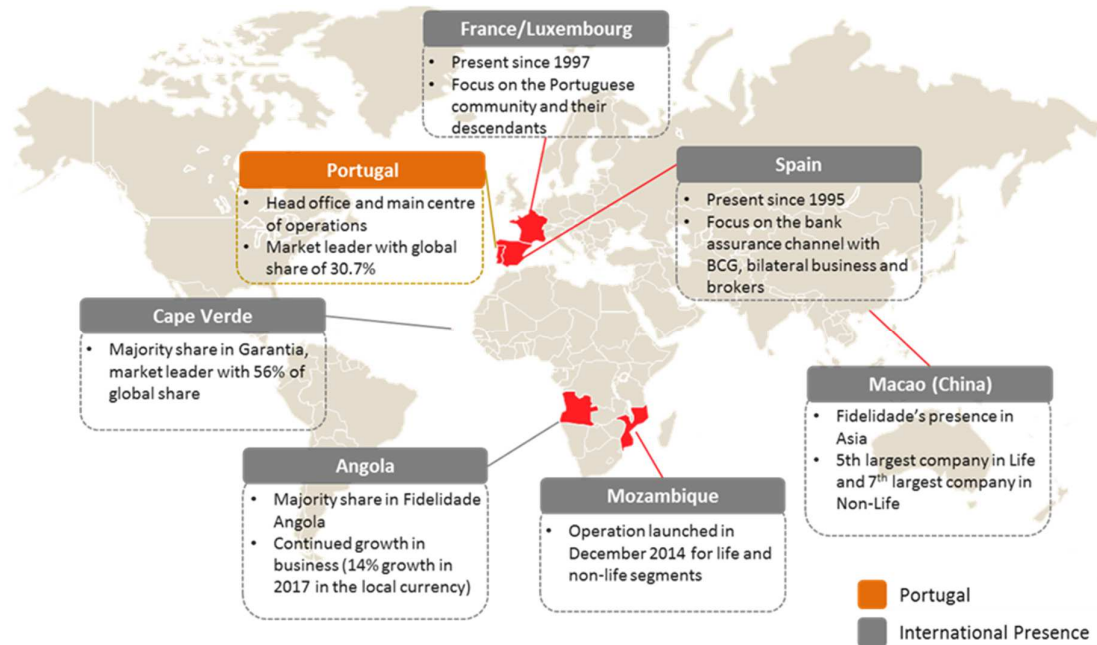 France/Luxembourg
• Present since 1997
• Focus on the Portuguese
community and their
descendants
Portugal
• Head office and main centre
of operations
• Market leader with global
share of 30.7%
Spain
• Present since 1995
• Focus on the bank
assurance channel with
BCG, bilateral business and
brokers
Cape Verde
• Majority share in Garantia,
market leader with 56% of
global share
Macao (China)
• Fidelidade's presence in
Asia
• 5th largest company in Life
and 7th largest company in
Non-Life
Angola
• Majority share in Fidelidade
Angola
• Continued growth in
business (14% growth in
2017 in the local currency)
Mozambique
• Operation launched in
December 2014 for life and
non-life segments
Portugal
International Presence